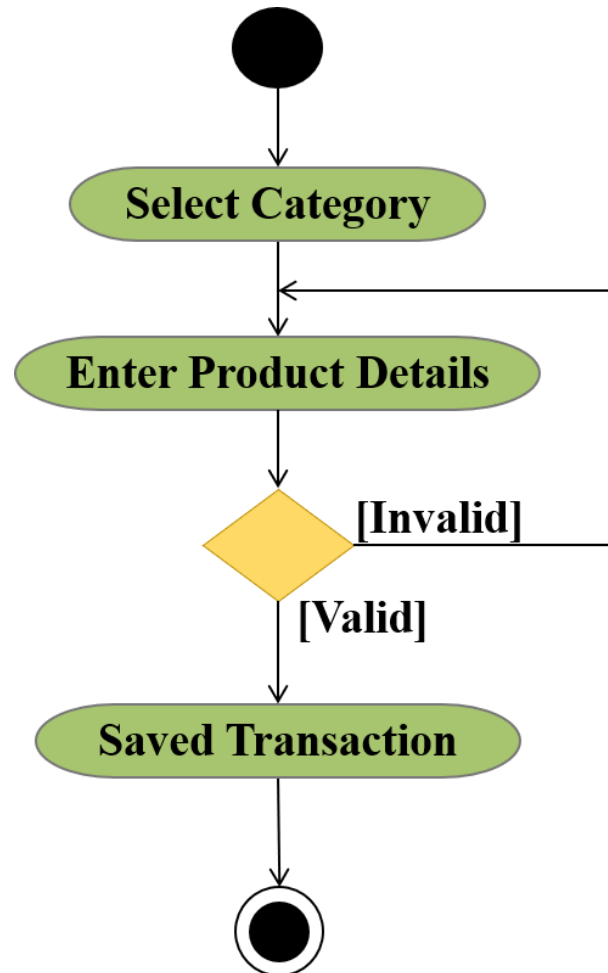 Select Category
Enter Product Details
[Invalid]
[Valid]
Saved Transaction